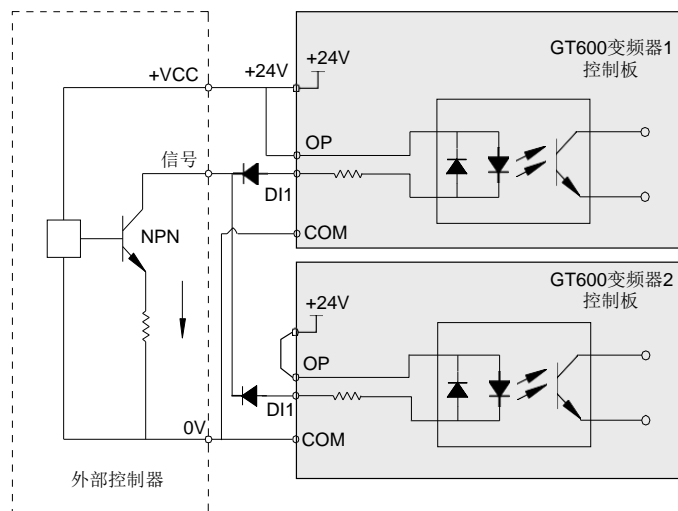 GT600变频器1
控制板
+VCC
+24V
+24V
OP
信号
DI1
NPN
COM
GT600变频器2
控制板
+24V
OP
DI1
0V
COM
外部控制器